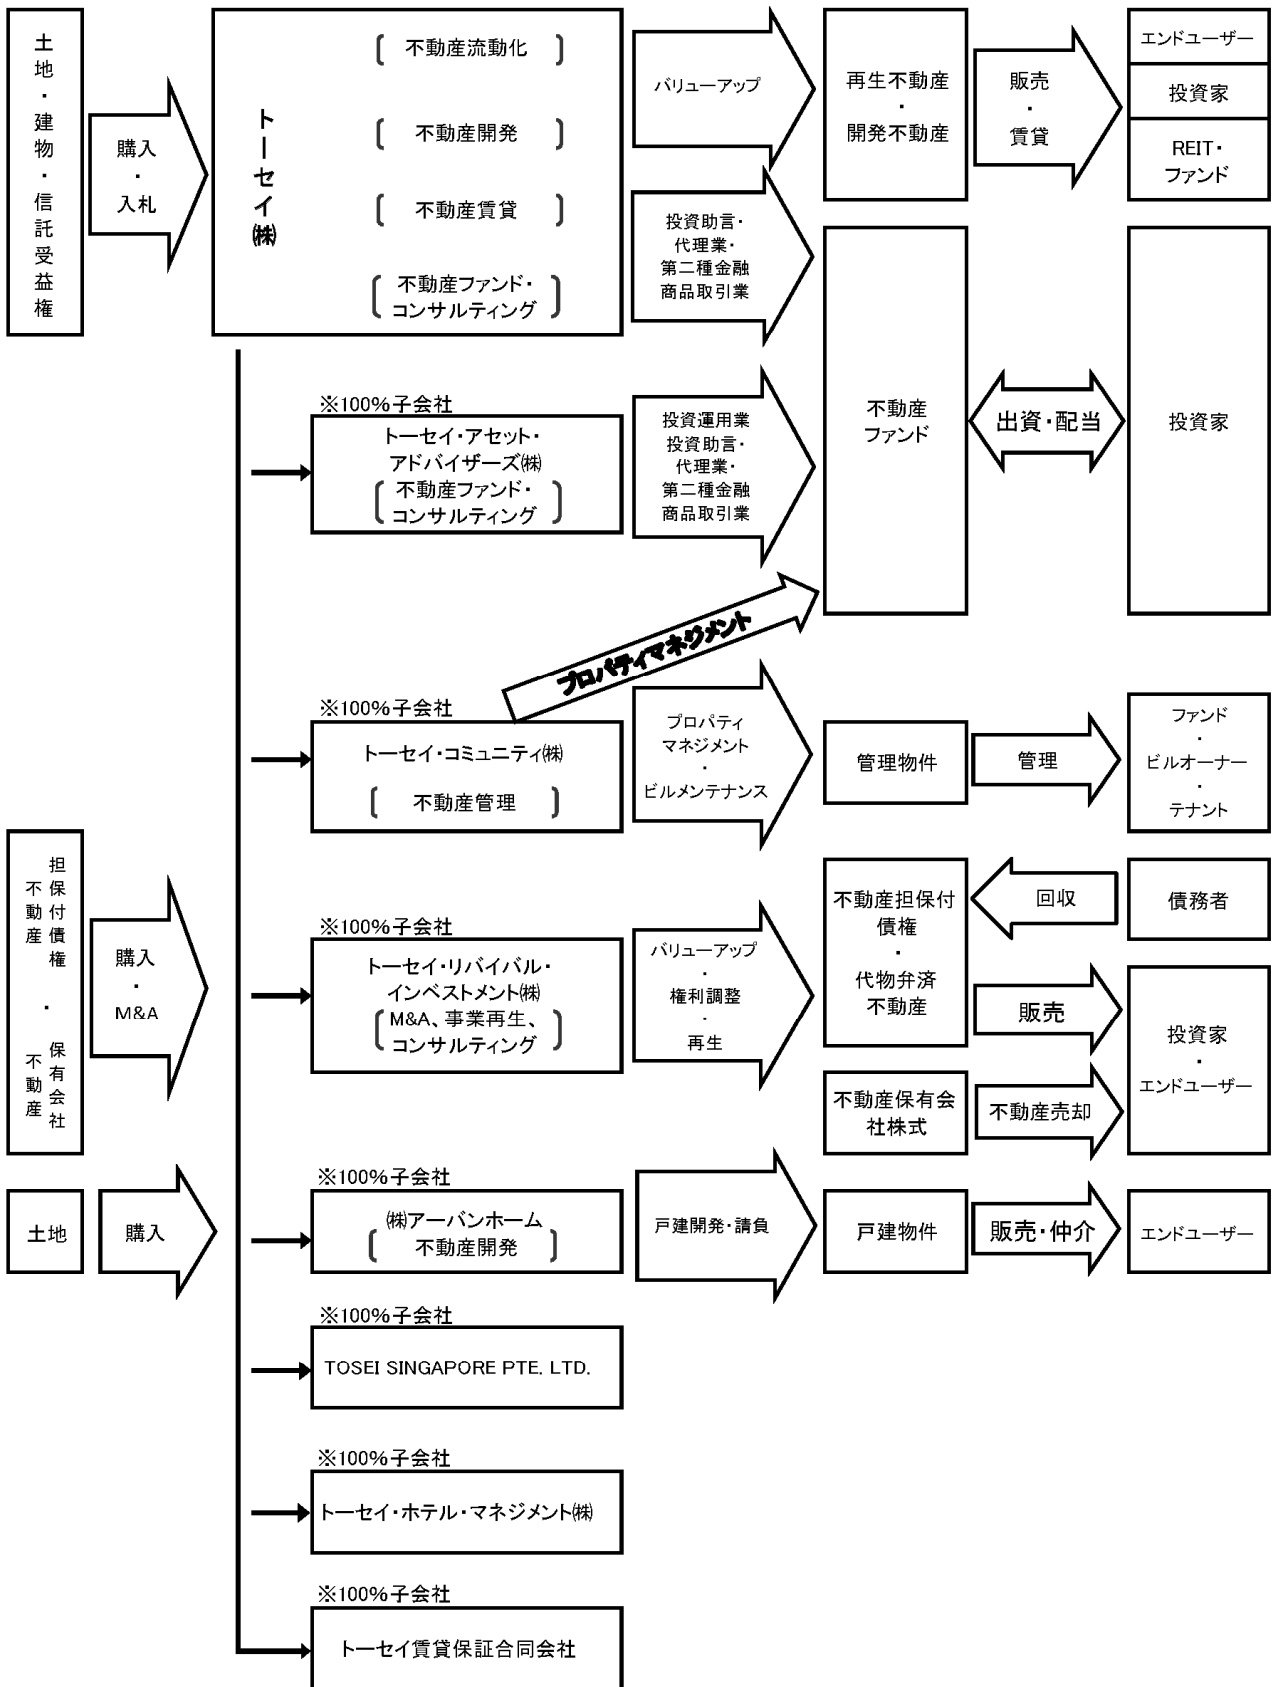 土地・建物・信託受益権
購入
・
入札
トーセイ㈱
〔 不動産流動化 〕
〔 不動産開発 〕
〔 不動産賃貸 〕
〔 不動産ファンド・
コンサルティング 〕
バリューアップ
再生不動産
・
開発不動産
販売
・
賃貸
エンドユーザー
投資家
REIT・
ファンド
投資助言・
代理業・
第二種金融
商品取引業
※100%子会社
トーセイ・アセット・
アドバイザーズ㈱
〔 不動産ファンド・
コンサルティング 〕
投資運用業
投資助言・
代理業・
第二種金融
商品取引業
不動産
ファンド
出資・配当
投資家
プロパティマネジメント
※100%子会社
トーセイ・コミュニティ㈱
〔 不動産管理 〕
プロパティ
マネジメント
・
ビルメンテナンス
管理物件
管理
ファンド
・
ビルオーナー
・
テナント
担保付債権
不動産
・
保有会社
不動産
購入
・
M&A
※100%子会社
トーセイ・リバイバル・
インベストメント㈱
〔 M&A、事業再生、
コンサルティング 〕
バリューアップ
・
権利調整
・
再生
不動産担保付
債権
・
代物弁済
不動産
回収
債務者
販売
投資家
・
エンドユーザー
不動産保有会
社株式
不動産売却
土地
購入
※100%子会社
㈱アーバンホーム
〔 不動産開発 〕
戸建開発・請負
戸建物件
販売・仲介
エンドユーザー
※100%子会社
TOSEI SINGAPORE PTE. LTD.
※100%子会社
トーセイ・ホテル・マネジメント㈱
※100%子会社
トーセイ賃貸保証合同会社